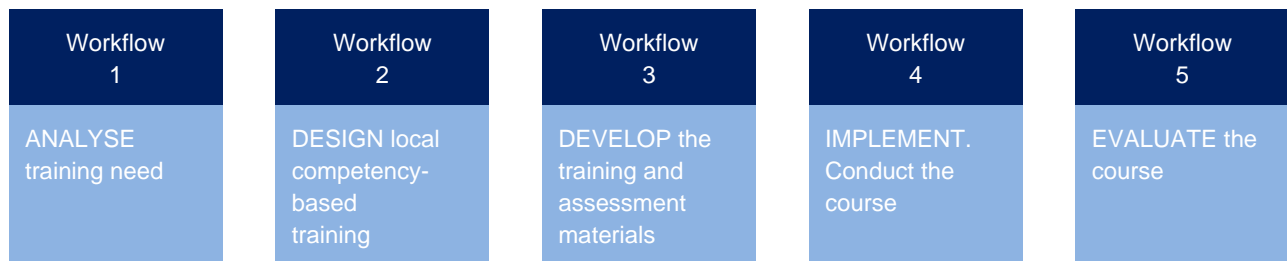 Workflow
1
ANALYSE
training need
Workflow
2
DESIGN local
competency-
based
training
Workflow
3
DEVELOP the
training and
assessment
materials
Workflow
4
IMPLEMENT.
Conduct the
course
Workflow
5
EVALUATE the
course